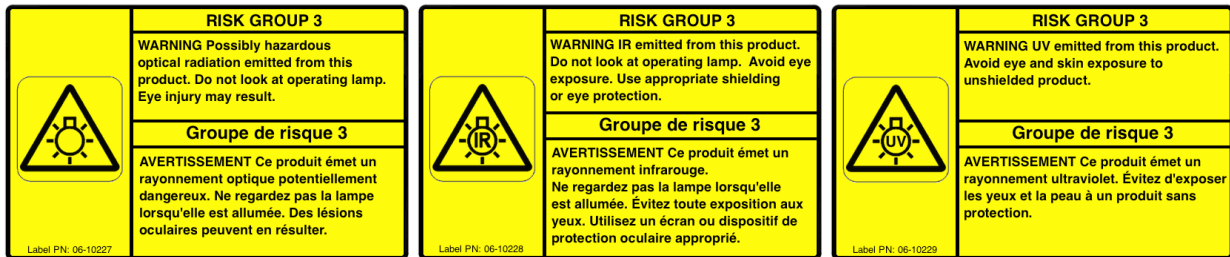 RISK GROUP 3
WARNING Possibly hazardous
optical radiation emitted from this
product. Do not look at operating lamp.
Eye injury may result.
Groupe de risque 3
AVERTISSEMENT Ce produit émet un
rayonnement optique potentiellement
dangereux. Ne regardez pas la lampe
lorsqu'elle est allumée. Des lésions
oculaires peuvent en résulter.
Label PN: 06-10227
RISK GROUP 3
WARNING IR emitted from this product.
Do not look at operating lamp. Avoid eye
exposure. Use appropriate shielding
or eye protection.
IR
Groupe de risque 3
AVERTISSEMENT Ce produit émet un
rayonnement infrarouge.
Ne regardez pas la lampe lorsqu'elle
est allumée. Évitez toute exposition aux
yeux. Utilisez un écran ou dispositif de
protection oculaire approprié.
Label PN: 06-10228
RISK GROUP 3
WARNING UV emitted from this product.
Avoid eye and skin exposure to
unshielded product.
UV
Groupe de risque 3
AVERTISSEMENT Ce produit émet un
rayonnement ultraviolet. Évitez d'exposer
les yeux et la peau à un produit sans
protection.
Label PN: 06-10229